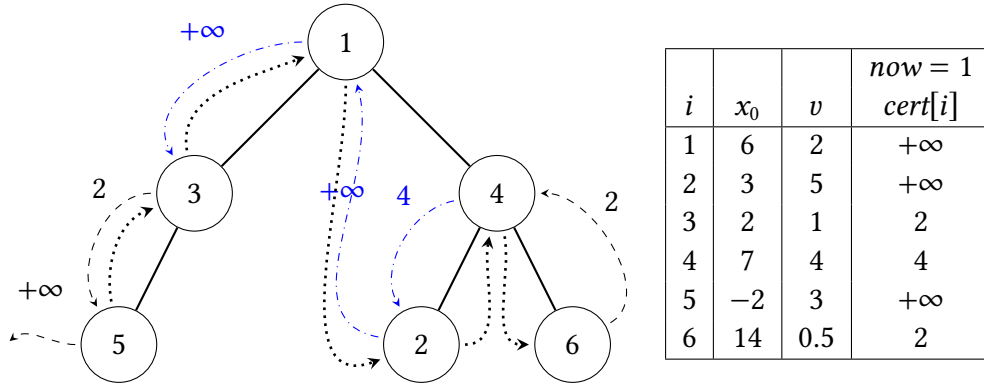 +∞
1
+∞
4
2
3
4
2
+∞
5
2
6
now = 1
i x₀ v cert[i]
1 6 2 +∞
2 3 5 +∞
3 2 1 2
4 7 4 4
5 −2 3 +∞
6 14 0.5 2